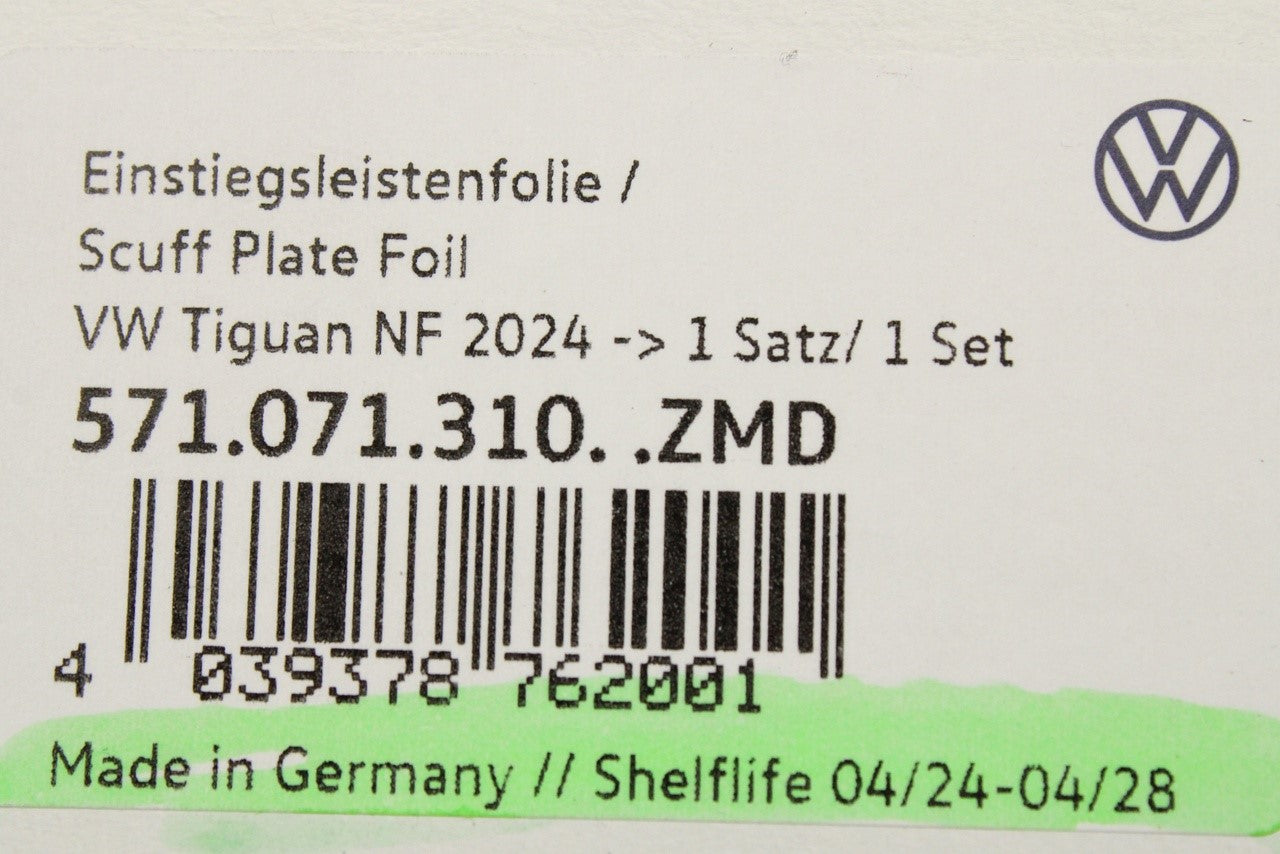 Einstiegsleistenfolie /
Scuff Plate Foil
VW Tiguan NF 2024 -> 1 Satz/ 1 Set
571.071.310. .ZMD
4 039378 762001
Made in Germany // Shelflife 04/24-04/28